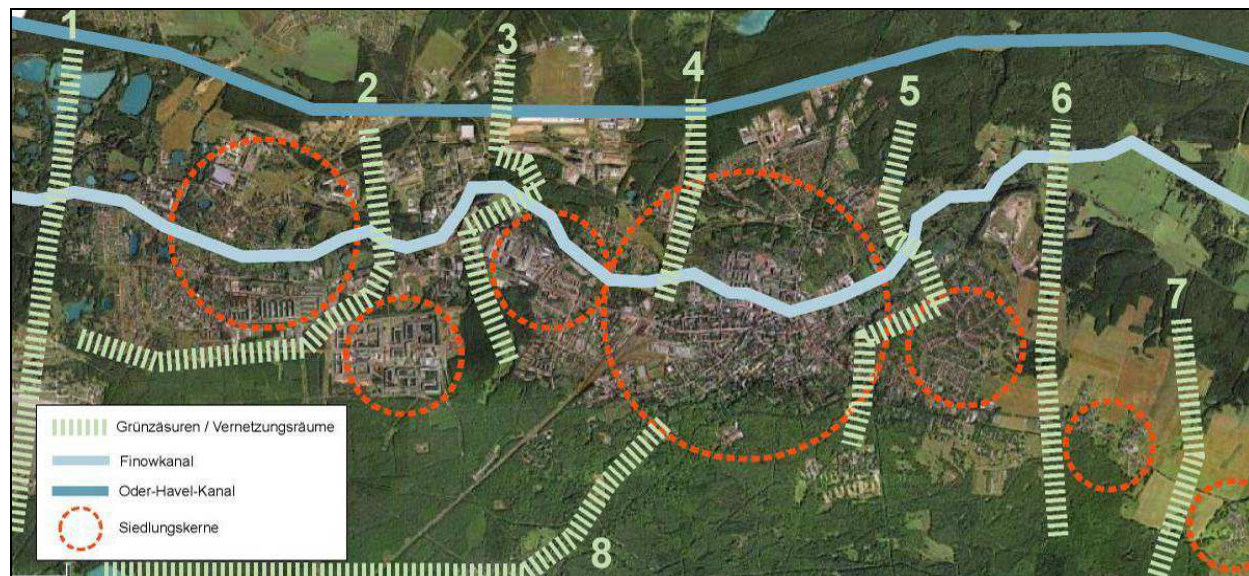 1
2
3
4
5
6
7
8
Grünzäsuren / Vernetzungsräume
Finowkanal
Oder-Havel-Kanal
Siedlungskerne